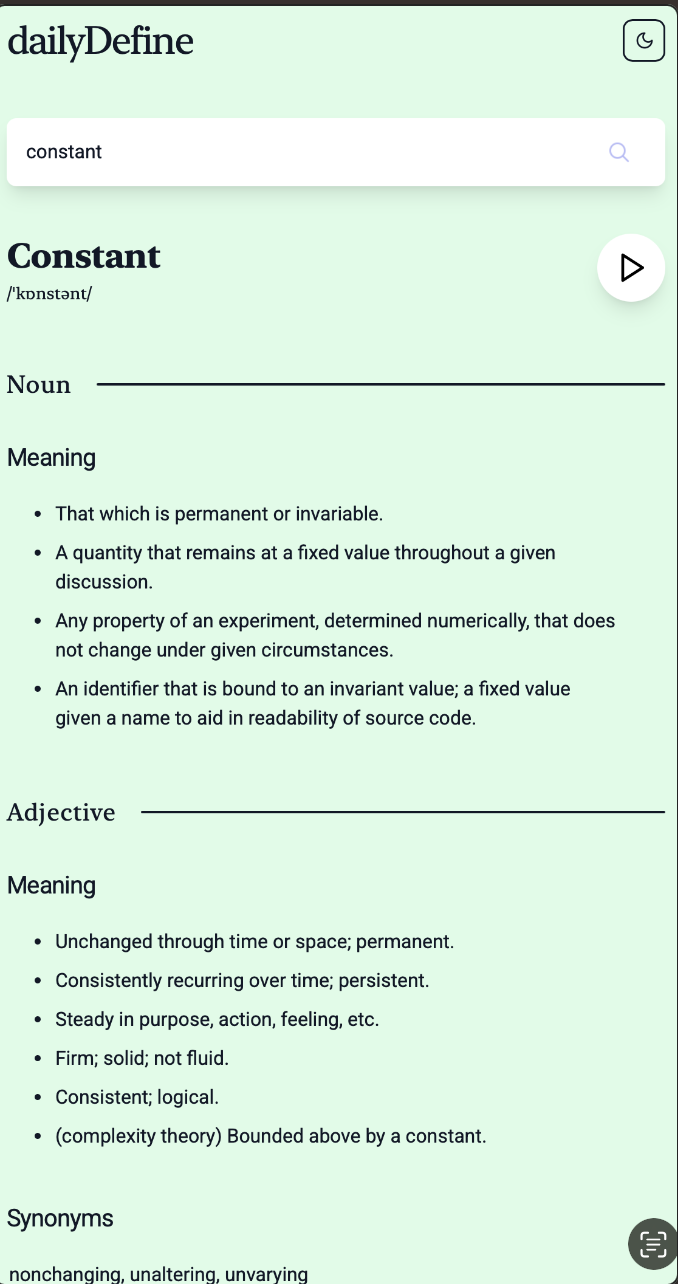 dailyDefine
constant
Constant
/ˈkɒnstənt/
Noun
Meaning
• That which is permanent or invariable.
• A quantity that remains at a fixed value throughout a given
discussion.
• Any property of an experiment, determined numerically, that does
not change under given circumstances.
• An identifier that is bound to an invariant value; a fixed value
given a name to aid in readability of source code.
Adjective
Meaning
• Unchanged through time or space; permanent.
• Consistently recurring over time; persistent.
• Steady in purpose, action, feeling, etc.
• Firm; solid; not fluid.
• Consistent; logical.
• (complexity theory) Bounded above by a constant.
Synonyms
nonchanging, unaltering, unvarying